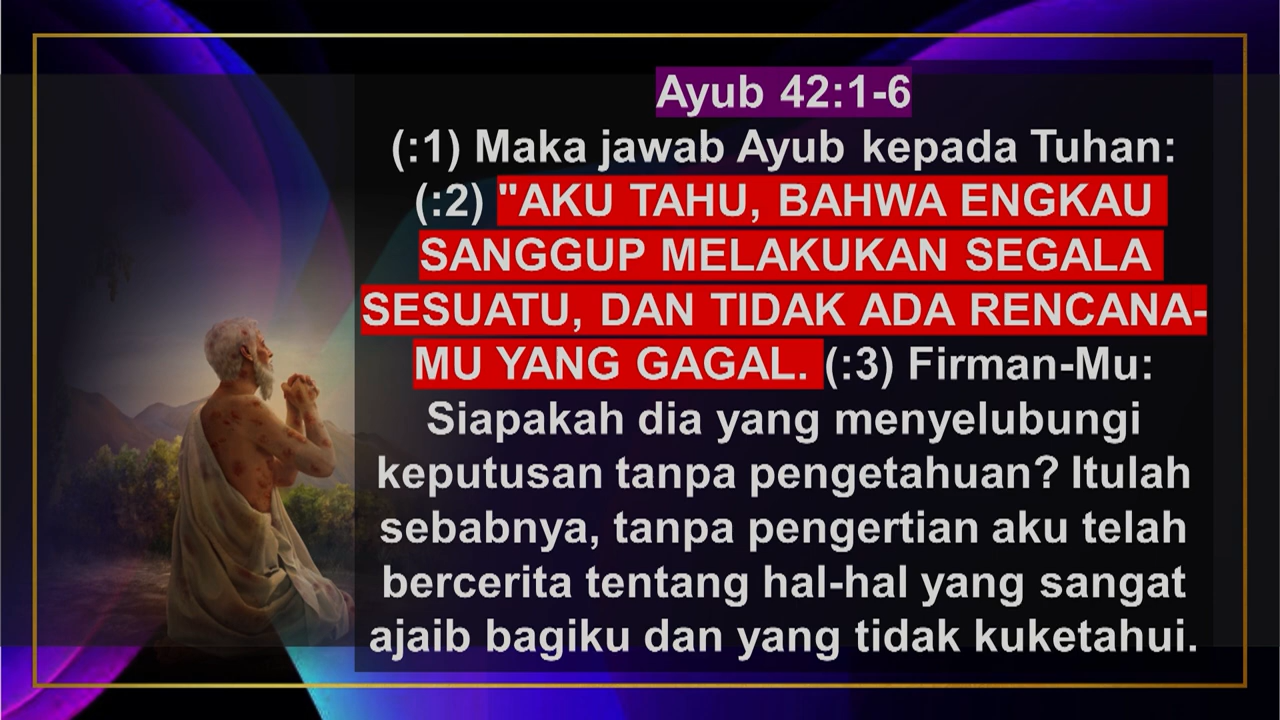 Ayub 42:1-6
(:1) Maka jawab Ayub kepada Tuhan:
(:2) "AKU TAHU, BAHWA ENGKAU
SANGGUP MELAKUKAN SEGALA
SESUATU, DAN TIDAK ADA RENCANA-
MU YANG GAGAL. (:3) Firman-Mu:
Siapakah dia yang menyelubungi
keputusan tanpa pengetahuan? Itulah
sebabnya, tanpa pengertian aku telah
bercerita tentang hal-hal yang sangat
ajaib bagiku dan yang tidak kuketahui.